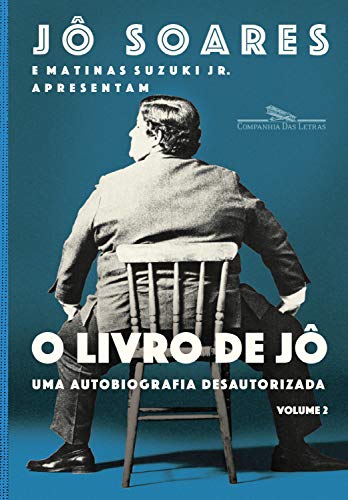 JÔ SOARES
E MATINAS SUZUKI JR.
APRESENTAM
COMPANHIA DAS LETRAS
O LIVRO DE JÔ
UMA AUTOBIOGRAFIA DESAUTORIZADA
VOLUME 2